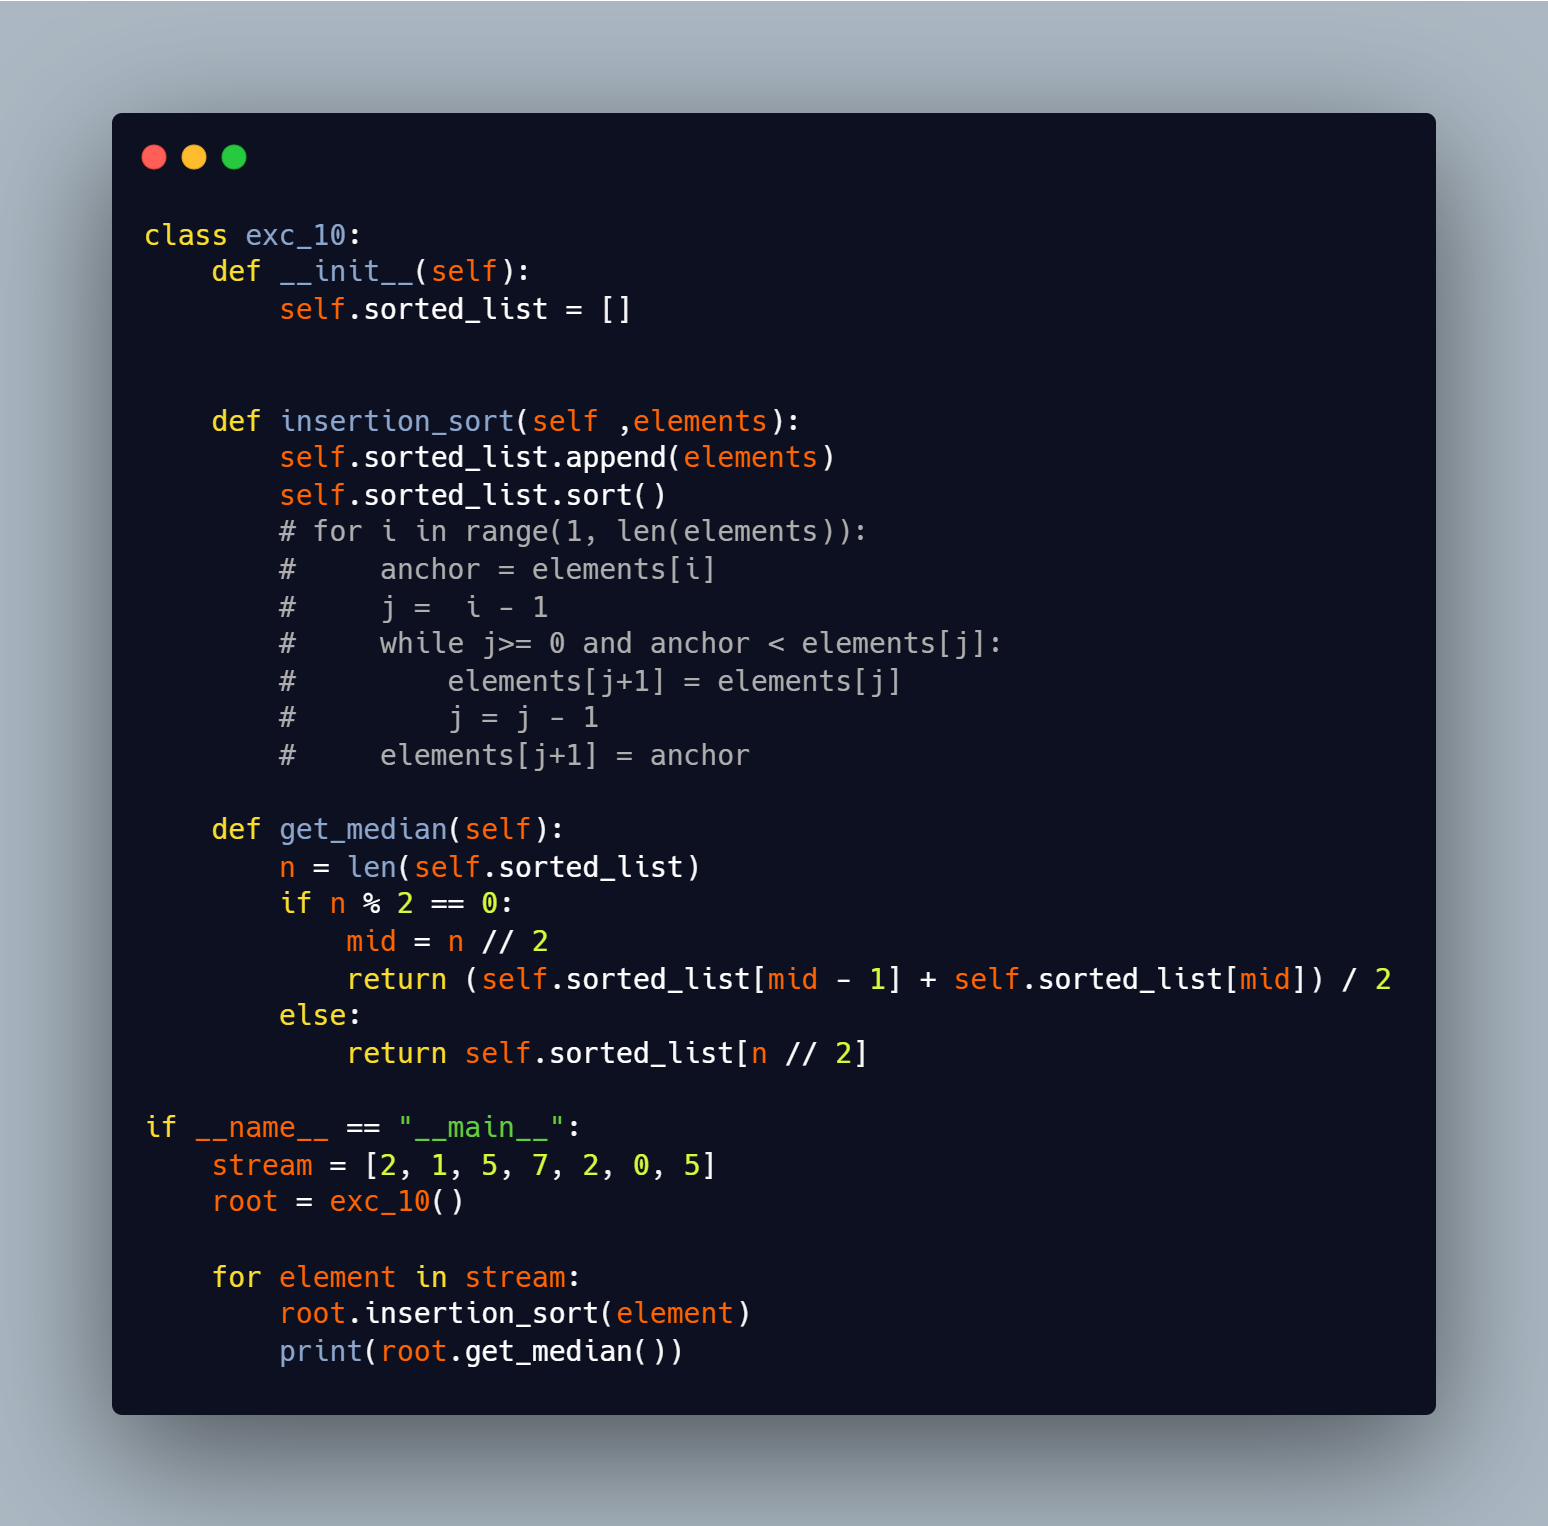 class exc_10:
    def __init__(self):
        self.sorted_list = []


    def insertion_sort(self ,elements):
        self.sorted_list.append(elements)
        self.sorted_list.sort()
        # for i in range(1, len(elements)):
        #     anchor = elements[i]
        #     j =  i - 1
        #     while j>= 0 and anchor < elements[j]:
        #         elements[j+1] = elements[j]
        #         j = j - 1
        #     elements[j+1] = anchor

    def get_median(self):
        n = len(self.sorted_list)
        if n % 2 == 0:
            mid = n // 2
            return (self.sorted_list[mid - 1] + self.sorted_list[mid]) / 2
        else:
            return self.sorted_list[n // 2]

if __name__ == "__main__":
    stream = [2, 1, 5, 7, 2, 0, 5]
    root = exc_10()

    for element in stream:
        root.insertion_sort(element)
        print(root.get_median())